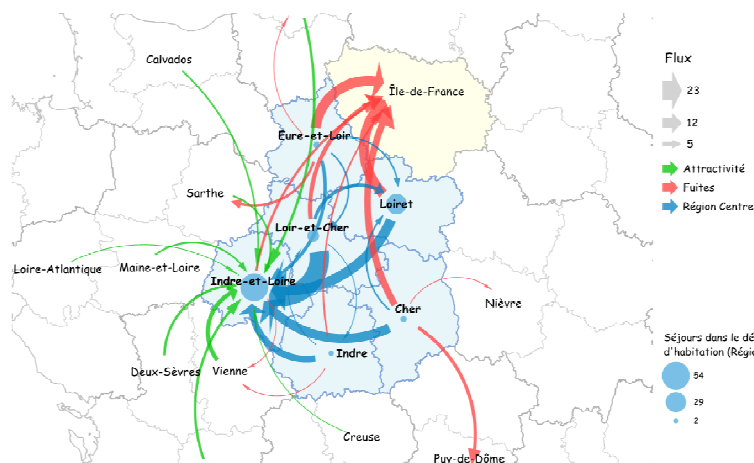 Calvados
Île-de-France
Eure-et-Loir
Sarthe
Loiret
Loir-et-Cher
Loire-Atlantique
Maine-et-Loire
Indre-et-Loire
Cher
Nièvre
Deux-Sèvres
Vienne
Indre
Creuse
Puy-de-Dôme
Flux
23
12
5
Attractivité
Fuites
Région Centre
Séjours dans le dé
d'habitation (Régio
54
29
2